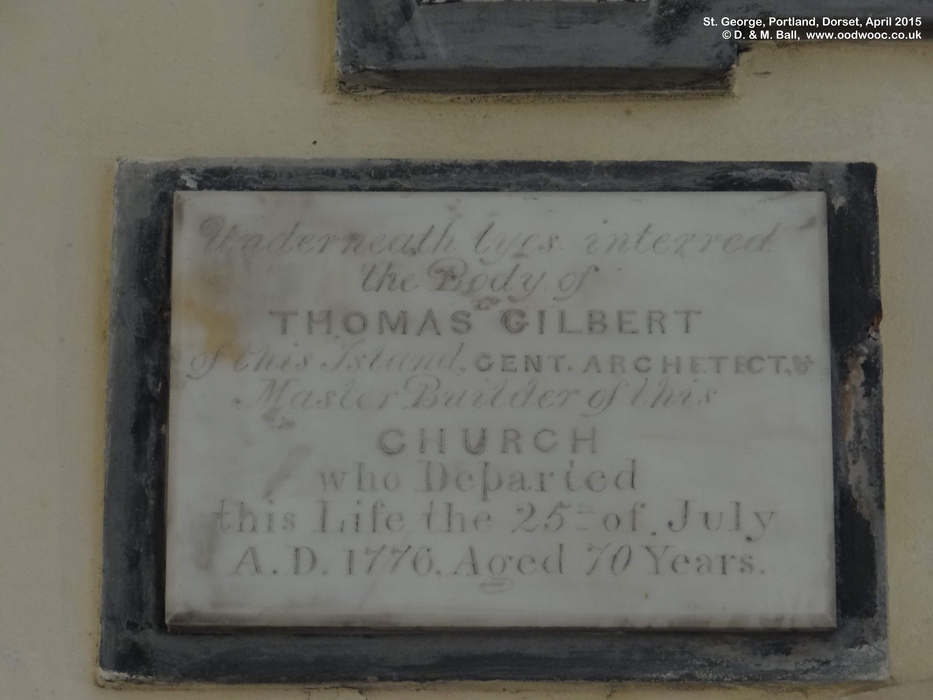 St. George, Portland, Dorset, April 2015
© D. & M. Ball, www.oodwooc.co.uk
Underneath lyes interred
the Body of
THOMAS GILBERT
of this Island, GENT. ARCHETECT, &
Master Builder of this
CHURCH
who Departed
this Life the 25th of July
A.D. 1776. Aged 70 Years.